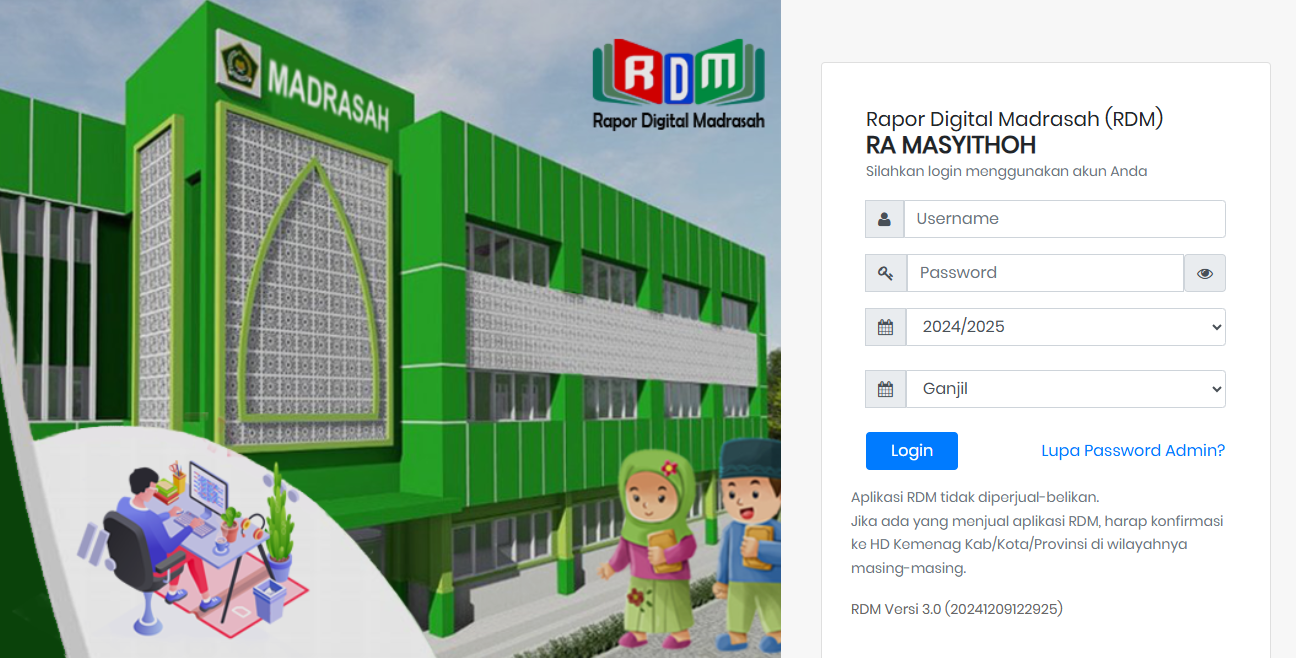 MADRASAH
RDM
Rapor Digital Madrasah
Rapor Digital Madrasah (RDM)
RA MASYITHOH
Silahkan login menggunakan akun Anda
Username
Password
2024/2025
Ganjil
Login
Lupa Password Admin?
Aplikasi RDM tidak diperjual-belikan.
Jika ada yang menjual aplikasi RDM, harap konfirmasi
ke HD Kemenag Kab/Kota/Provinsi di wilayahnya
masing-masing.
RDM Versi 3.0 (20241209122925)